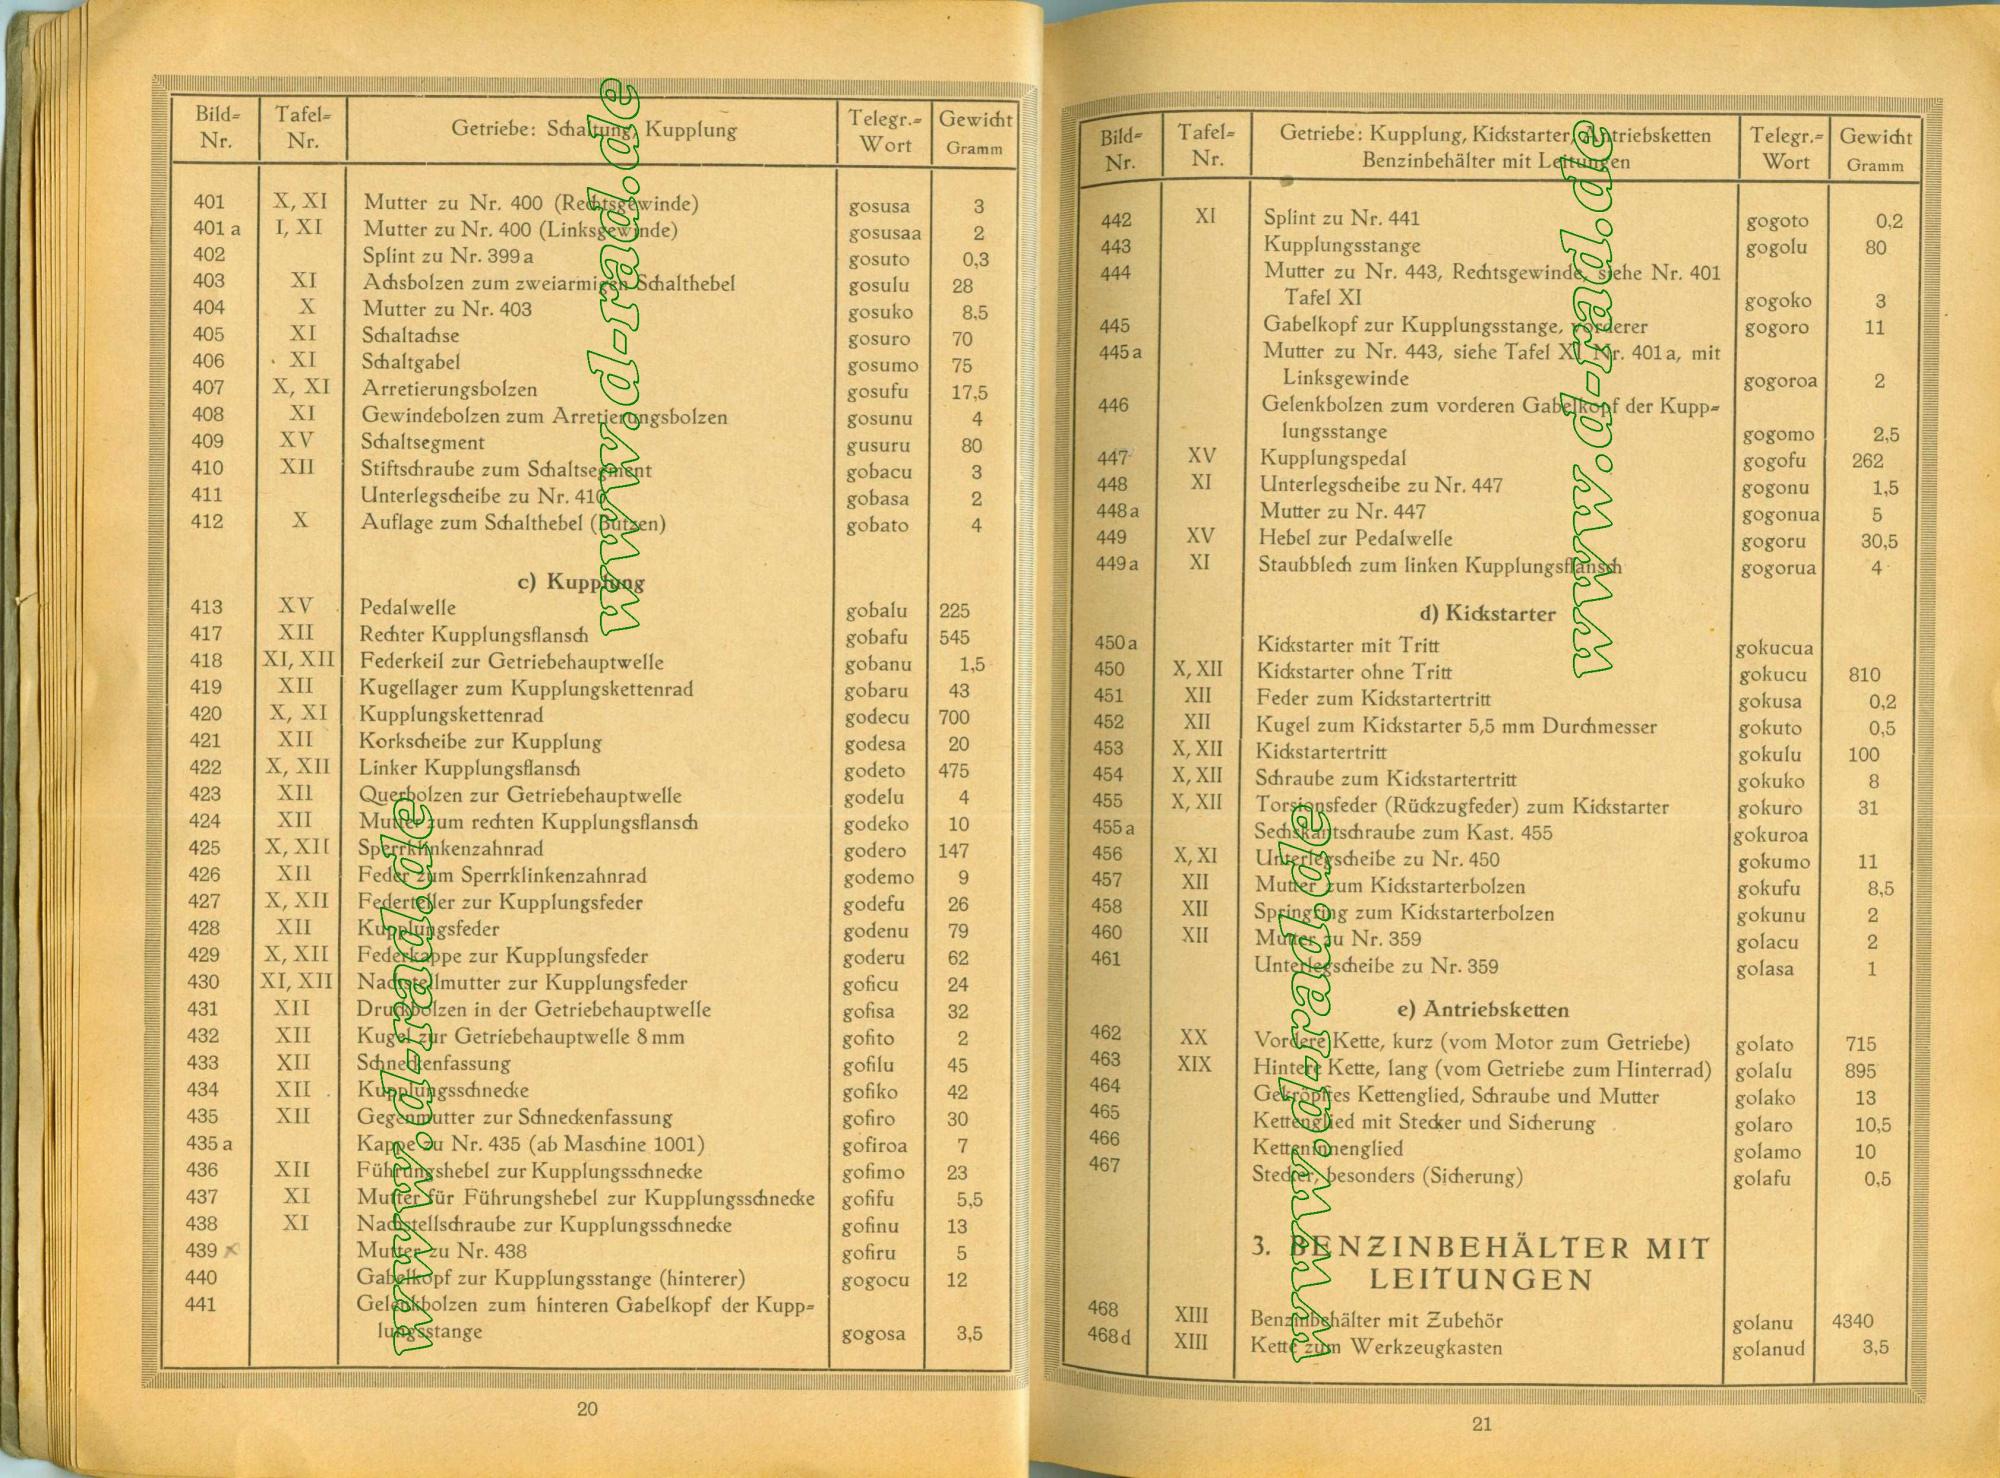 Bild=
Nr.
Tafel=
Nr.
Getriebe: Schaltung, Kupplung
Telegr.=
Wort
Gewicht
Gramm
401 X, XI Mutter zu Nr. 400 (Rechtsgewinde) gosusa 3
401 a I, XI Mutter zu Nr. 400 (Linksgewinde) gosusaa 2
402 Splint zu Nr. 399 a gosuto 0,3
403 XI Achsbolzen zum zweiarmigen Schalthebel gosulu 28
404 X Mutter zu Nr. 403 gosuko 8,5
405 XI Schaltachse gosuro 70
406 XI Schaltgabel gosumo 75
407 X, XI Arretierungsbolzen gosufu 17,5
408 XI Gewindebolzen zum Arretierungsbolzen gosunu 4
409 XV Schaltsegment gusuru 80
410 XII Stiftschraube zum Schaltsegment gobacu 3
411 Unterlegscheibe zu Nr. 410 gobasa 2
412 X Auflage zum Schalthebel (Butzen) gobato 4
c) Kupplung
413 XV Pedalwelle gobalu 225
417 XII Rechter Kupplungsflansch gobafu 545
418 XI, XII Federkeil zur Getriebehauptwelle gobanu 1,5
419 XII Kugellager zum Kupplungskettenrad gobaru 43
420 X, XI Kupplungskettenrad godecu 700
421 XII Korkscheibe zur Kupplung godesa 20
422 X, XII Linker Kupplungsflansch godeto 475
423 XII Querbolzen zur Getriebehauptwelle godelu 4
424 XII Mutter zum rechten Kupplungsflansch godeko 10
425 X, XII Sperrklinkenzahnrad godero 147
426 XII Feder zum Sperrklinkenzahnrad godemo 9
427 X, XII Federteller zur Kupplungsfeder godefu 26
428 XII Kupplungsfeder godenu 79
429 X, XII Federkappe zur Kupplungsfeder goderu 62
430 XI, XII Nachstellmutter zur Kupplungsfeder goficu 24
431 XII Druckbolzen in der Getriebehauptwelle gofisa 32
432 XII Kugel zur Getriebehauptwelle 8 mm gofito 2
433 XII Schneckenfassung gofilu 45
434 XII Kupplungsschnecke gofiko 42
435 XII Gegenmutter zur Schneckenfassung gofiro 30
435 a Kappe zu Nr. 435 (ab Maschine 1001) gofiroa 7
436 XII Führungshebel zur Kupplungsschnecke gofimo 23
437 XI Mutter für Führungshebel zur Kupplungsschnecke gofifu 5,5
438 XI Nachstellschraube zur Kupplungsschnecke gofinu 13
439 x Mutter zu Nr. 438 gofiru 5
440 Gabelkopf zur Kupplungsstange (hinterer) gogocu 12
441 Gelenkbolzen zum hinteren Gabelkopf der Kupp=
lungsstange gogosa 3,5
20
www.d-rad.de
www.d-rad.de
Bild=
Nr.
Tafel=
Nr.
Getriebe: Kupplung, Kickstarter, Antriebsketten
Benzinbehälter mit Leitungen
Telegr.=
Wort
Gewicht
Gramm
442 XI Splint zu Nr. 441 gogoto 0,2
443 Kupplungsstange gogolu 80
444 Mutter zu Nr. 443, Rechtsgewinde, siehe Nr. 401
Tafel XI gogoko 3
445 Gabelkopf zur Kupplungsstange, vorderer gogoro 11
445 a Mutter zu Nr. 443, siehe Tafel XI Nr. 401 a, mit
Linksgewinde gogoroa 2
446 Gelenkbolzen zum vorderen Gabelkopf der Kupp=
lungsstange gogomo 2,5
447 XV Kupplungspedal gogofu 262
448 XI Unterlegscheibe zu Nr. 447 gogonu 1,5
448 a Mutter zu Nr. 447 gogonua 5
449 XV Hebel zur Pedalwelle gogoru 30,5
449 a XI Staubblech zum linken Kupplungsflansch gogorua 4
d) Kickstarter
450 a Kickstarter mit Tritt gokucua
450 X, XII Kickstarter ohne Tritt gokucu 810
451 XII Feder zum Kickstartertritt gokusa 0,2
452 XII Kugel zum Kickstarter 5,5 mm Durchmesser gokuto 0,5
453 X, XII Kickstartertritt gokulu 100
454 X, XII Schraube zum Kickstartertritt gokuko 8
455 X, XII Torsionsfeder (Rückzugfeder) zum Kickstarter gokuro 31
455 a Sechskantschraube zum Kast. 455 gokuroa
456 X, XI Unterlegscheibe zu Nr. 450 gokumo 11
457 XII Mutter zum Kickstarterbolzen gokufu 8,5
458 XII Springring zum Kickstarterbolzen gokunu 2
460 XII Mutter zu Nr. 359 golacu 2
461 Unterlegscheibe zu Nr. 359 golasa 1
e) Antriebsketten
462 XX Vordere Kette, kurz (vom Motor zum Getriebe) golato 715
463 XIX Hintere Kette, lang (vom Getriebe zum Hinterrad) golalu 895
464 Gekröpftes Kettenglied, Schraube und Mutter golako 13
465 Kettenglied mit Stecker und Sicherung golaro 10,5
466 Ketteninnenglied golamo 10
467 Stecker, besonders (Sicherung) golafu 0,5
3. BENZINBEHÄLTER MIT
LEITUNGEN
468 XIII Benzinbehälter mit Zubehör golanu 4340
468 d XIII Kette zum Werkzeugkasten golanud 3,5
21
www.d-rad.de
www.d-rad.de